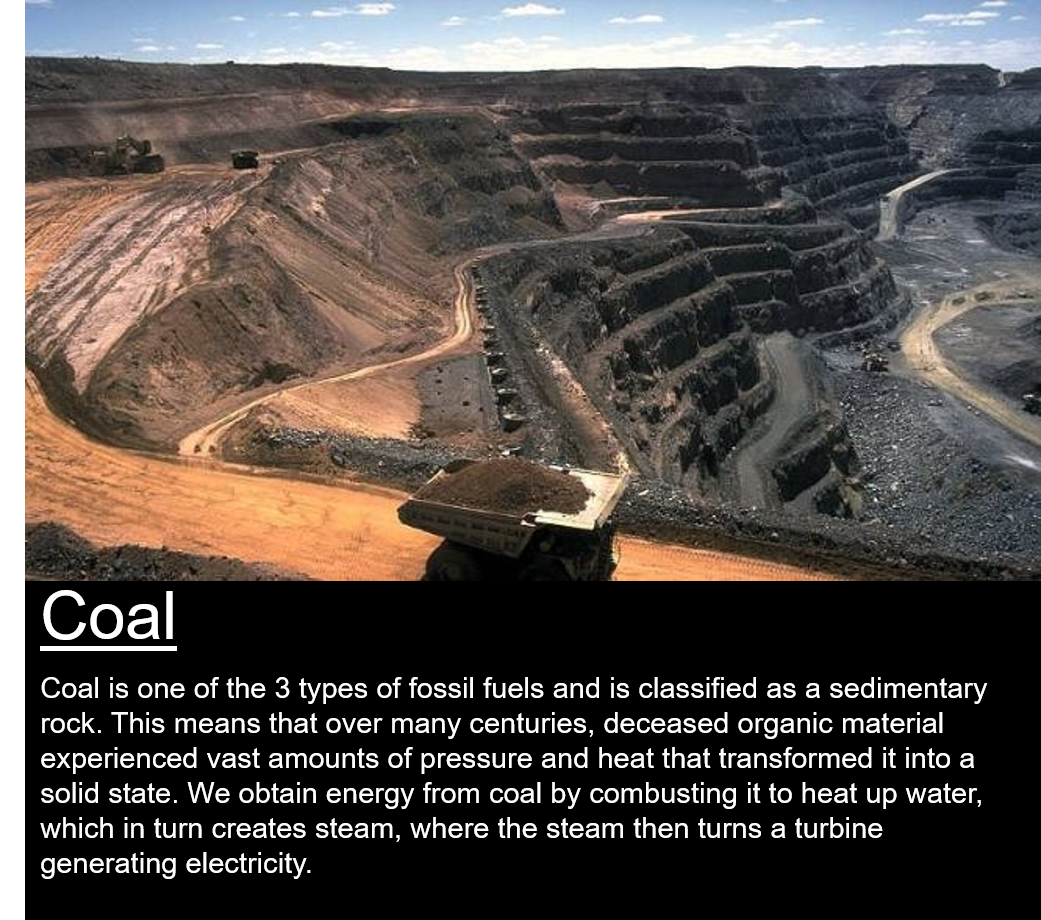 Coal
Coal is one of the 3 types of fossil fuels and is classified as a sedimentary
rock. This means that over many centuries, deceased organic material
experienced vast amounts of pressure and heat that transformed it into a
solid state. We obtain energy from coal by combusting it to heat up water,
which in turn creates steam, where the steam then turns a turbine
generating electricity.